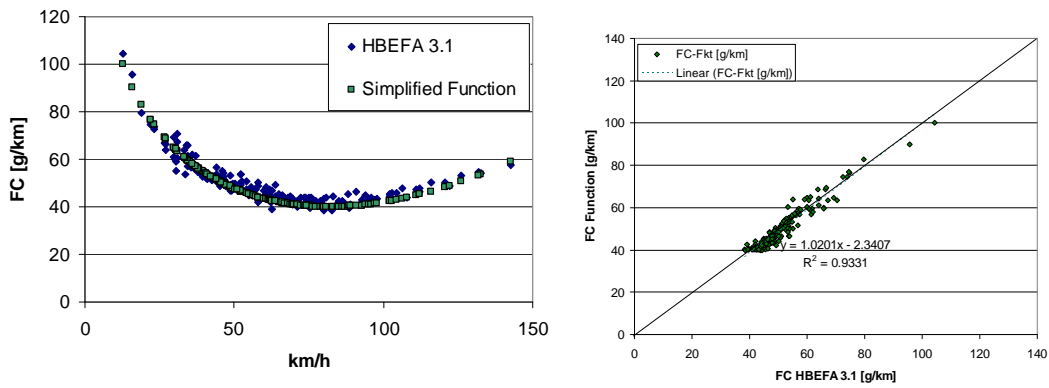 120
100
80
60
40
20
0
FC [g/km]
HBEFA 3.1
Simplified Function
0 50 100 150
km/h
140
120
100
80
60
40
20
0
FC Function [g/km]
FC-Fkt [g/km]
Linear (FC-Fkt [g/km])
y = 1.0201x - 2.3407
R² = 0.9331
0 20 40 60 80 100 120 140
FC HBEFA 3.1 [g/km]